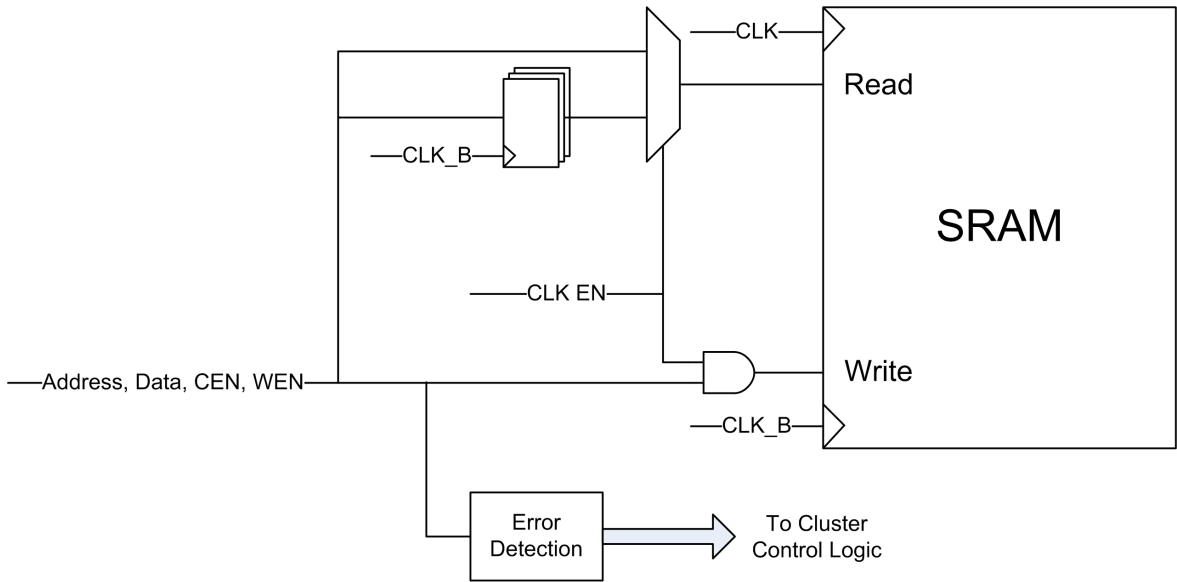 CLK
Read
CLK_B
SRAM
CLK EN
Address, Data, CEN, WEN
Write
CLK_B
Error
Detection
To Cluster
Control Logic